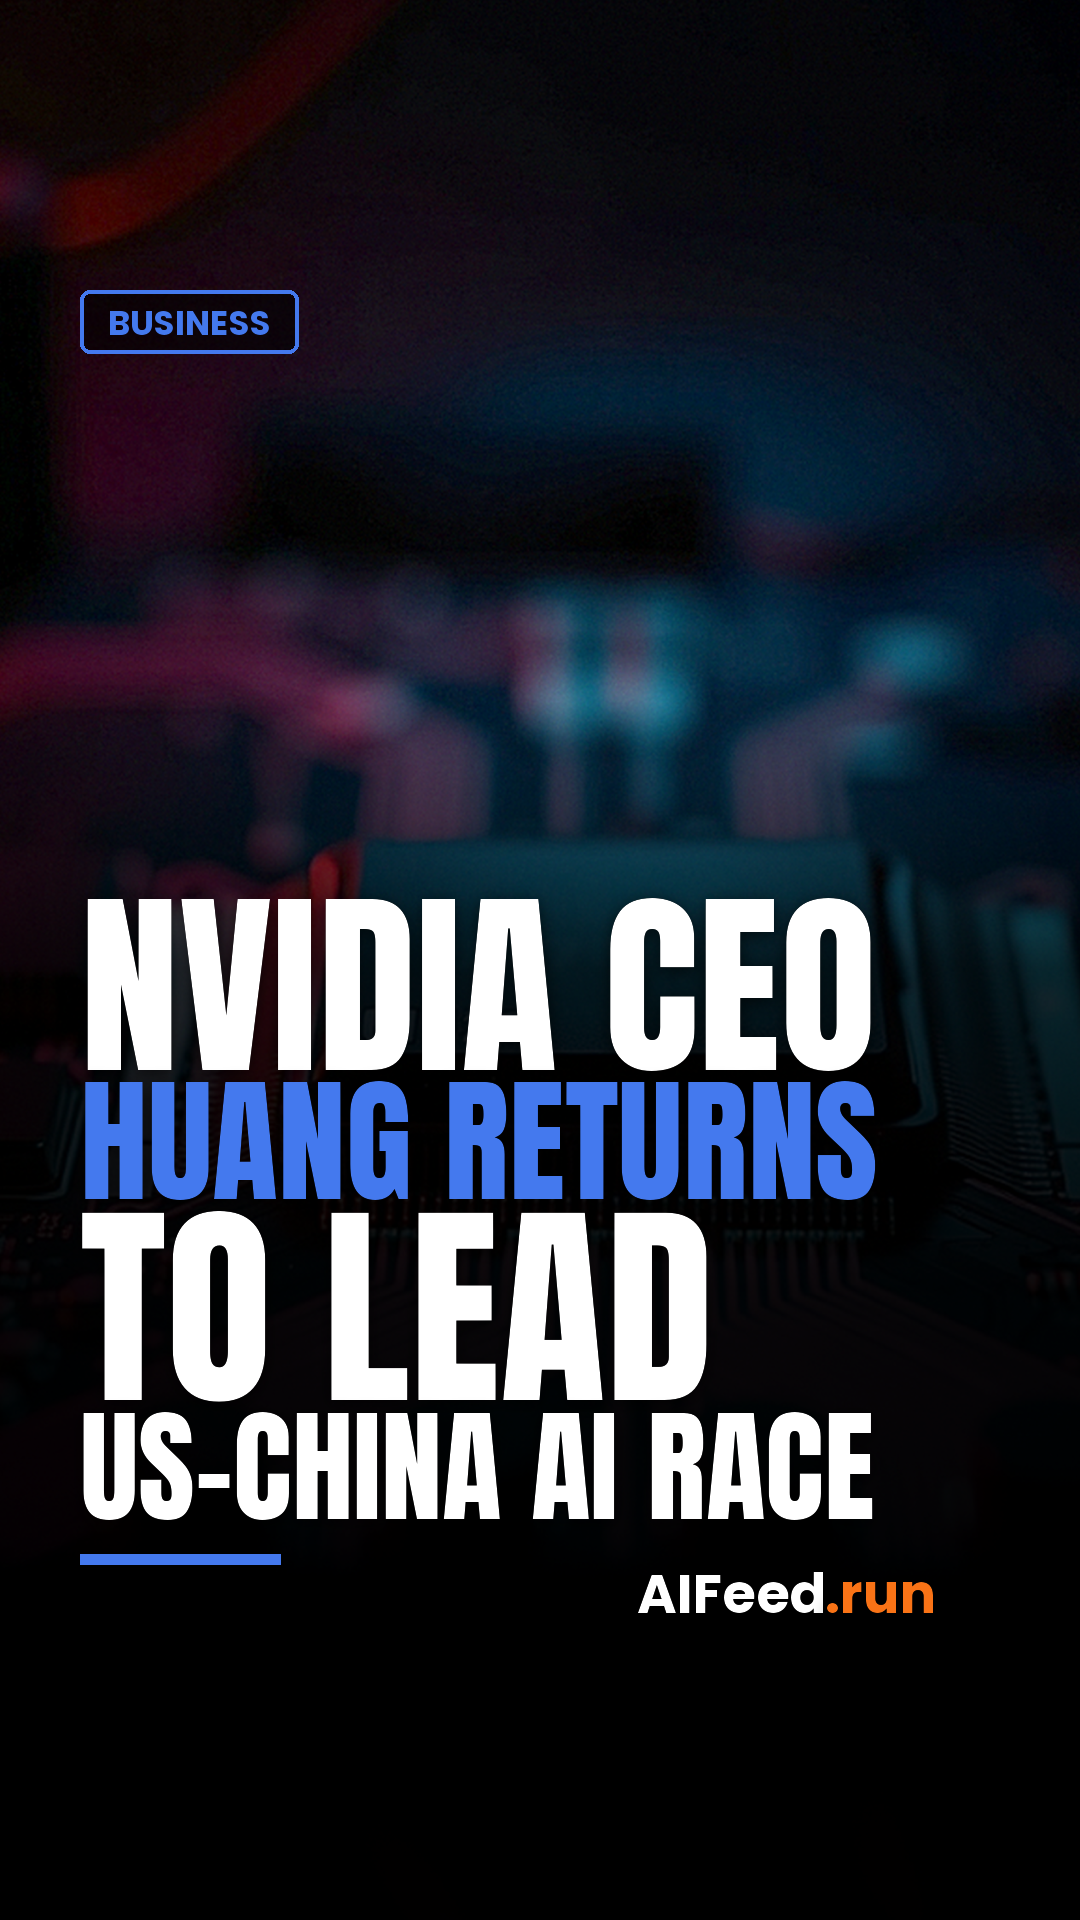 BUSINESS
NVIDIA CEO
HUANG RETURNS
TO LEAD
US-CHINA AI RACE
AIFeed.run